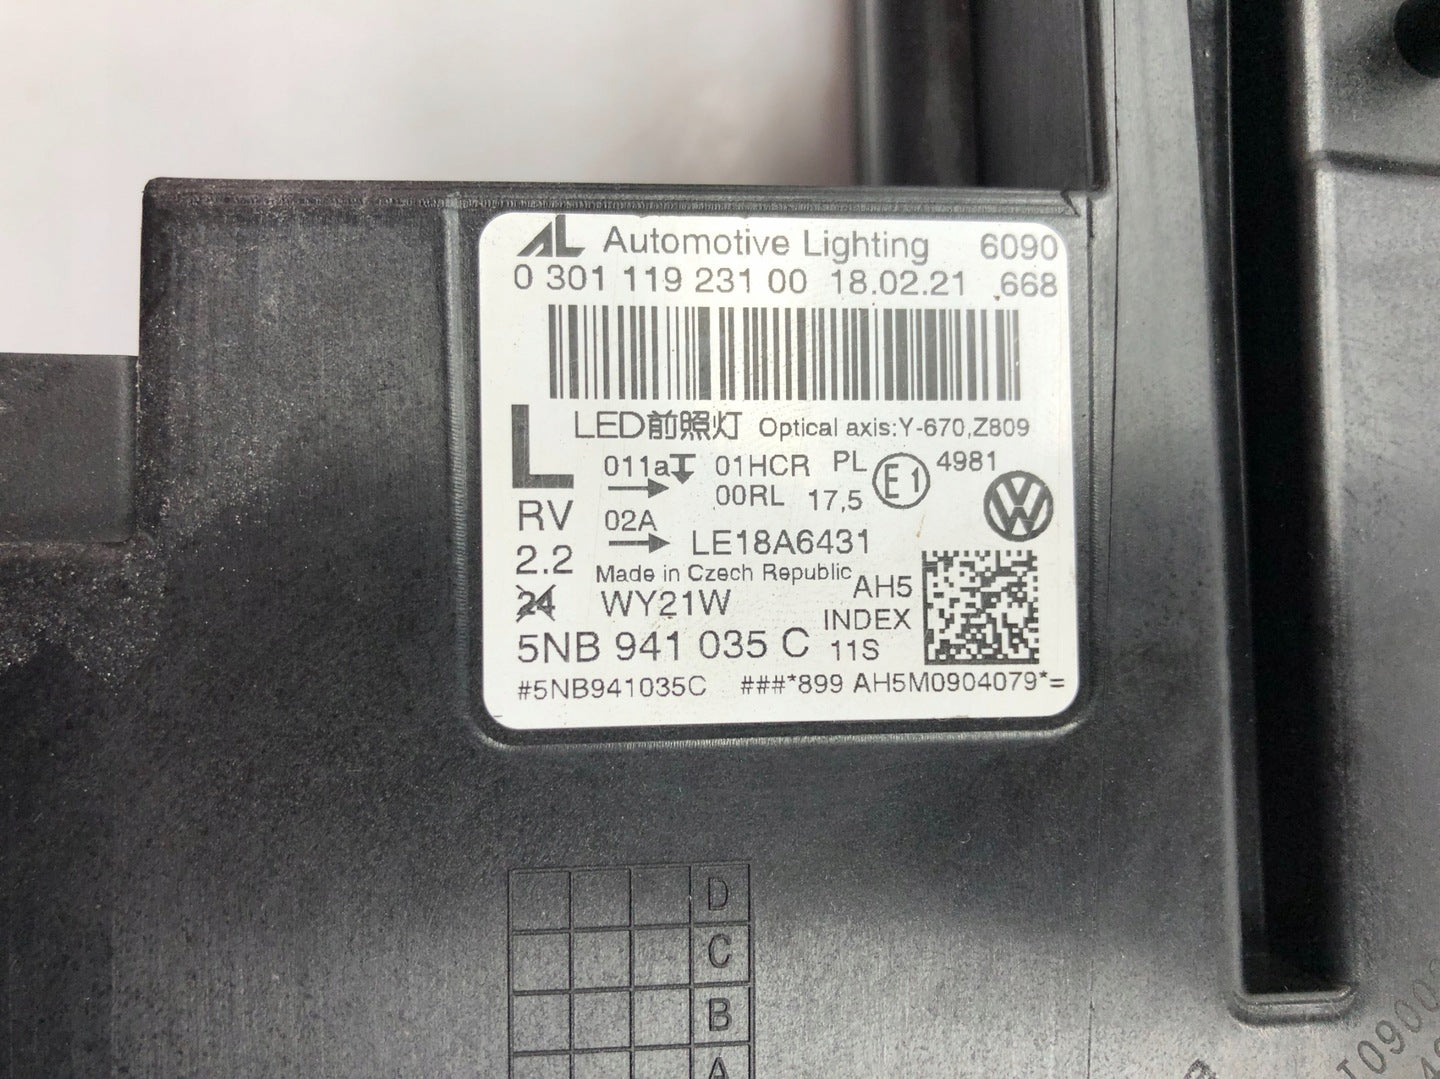 AL Automotive Lighting 6090
0 301 119 231 00 18.02.21 .668
L LED前照灯 Optical axis:Y-670,Z809
011a 01HCR PL E1 4981
00RL 17,5
RV 02A
LE18A6431
2.2 Made in Czech Republic
24 WY21W AH5
INDEX
5NB 941 035 C 11S
#5NB941035C ###*899 AH5M0904079*=
D
C
B
A